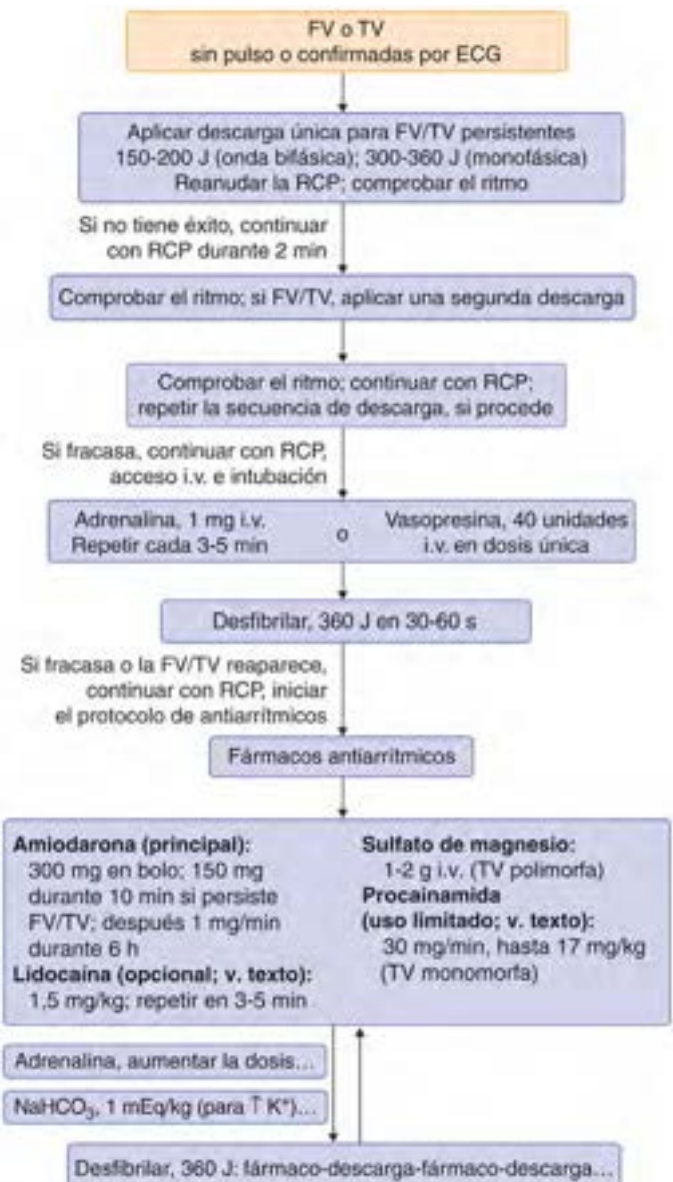 FV o TV
sin pulso o confirmadas por ECG
Aplicar descarga única para FV/TV persistentes
150-200 J (onda bifásica); 300-360 J (monofásica)
Reanudar la RCP; comprobar el ritmo
Si no tiene éxito, continuar
con RCP durante 2 min
Comprobar el ritmo; si FV/TV, aplicar una segunda descarga
Comprobar el ritmo; continuar con RCP;
repetir la secuencia de descarga, si procede
Si fracasa, continuar con RCP,
acceso i.v. e intubación
Adrenalina, 1 mg i.v.
Repetir cada 3-5 min
o
Vasopresina, 40 unidades
i.v. en dosis única
Desfibrilar, 360 J en 30-60 s
Si fracasa o la FV/TV reaparece,
continuar con RCP, iniciar
el protocolo de antiarrítmicos
Fármacos antiarrítmicos
Amiodarona (principal):
300 mg en bolo; 150 mg
durante 10 min si persiste
FV/TV; después 1 mg/min
durante 6 h
Lidocaína (opcional; v. texto):
1,5 mg/kg; repetir en 3-5 min
Sulfato de magnesio:
1-2 g i.v. (TV polimorfa)
Procainamida
(uso limitado; v. texto):
30 mg/min, hasta 17 mg/kg
(TV monomorfa)
Adrenalina, aumentar la dosis...
NaHCO₃, 1 mEq/kg (para ↑ K⁺)...
Desfibrilar, 360 J: fármaco-descarga-fármaco-descarga...